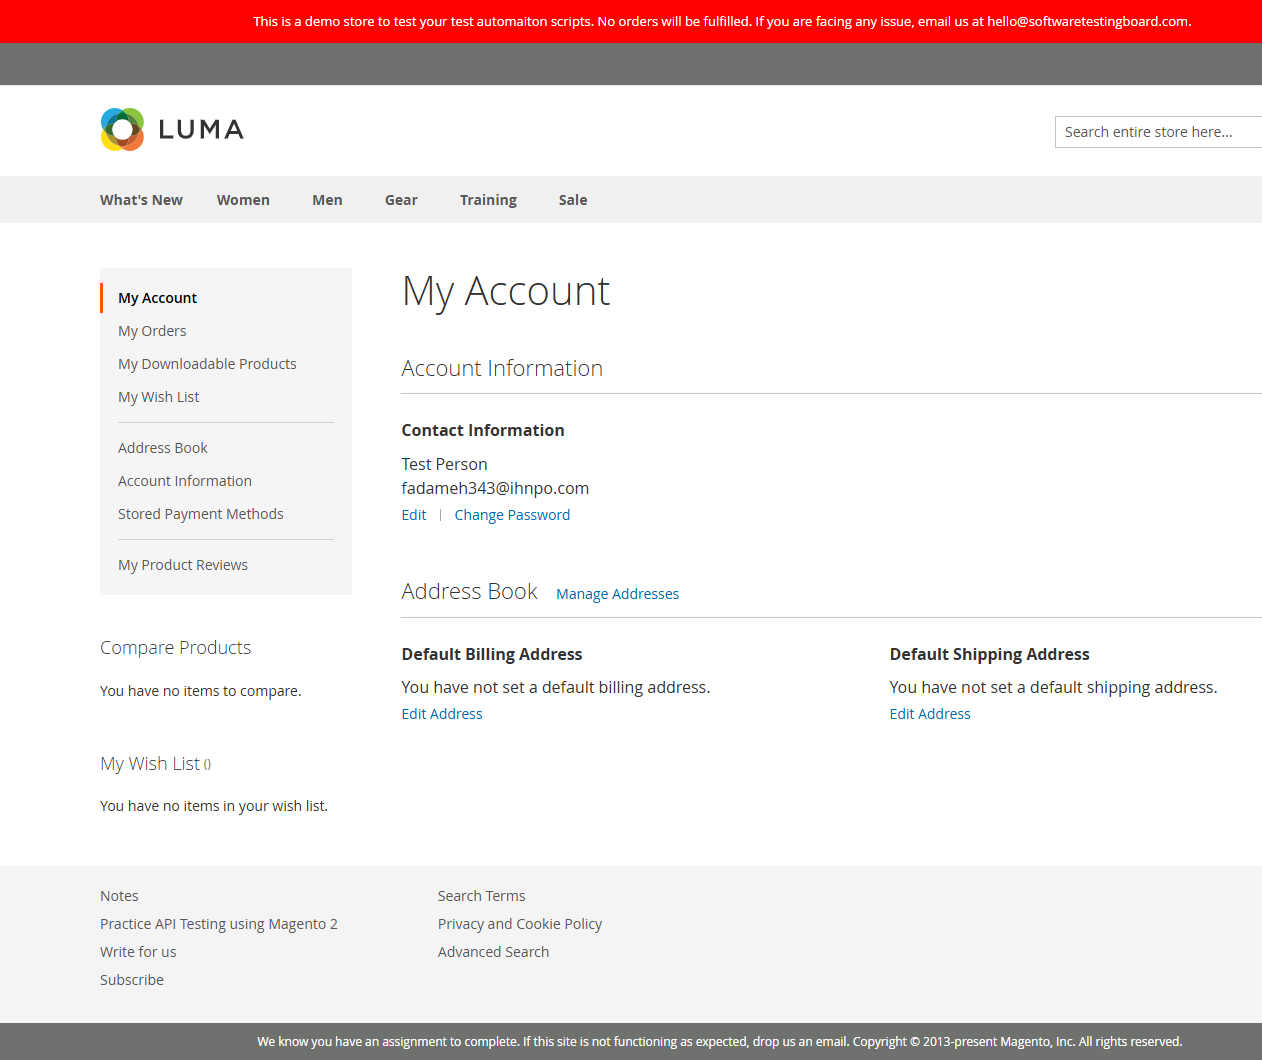 This is a demo store to test your test automaiton scripts. No orders will be fulfilled. If you are facing any issue, email us at hello@softwaretestingboard.com.
LUMA
Search entire store here...
What's New Women Men Gear Training Sale
My Account
My Orders
My Downloadable Products
My Wish List
Address Book
Account Information
Stored Payment Methods
My Product Reviews
Compare Products
You have no items to compare.
My Wish List ()
You have no items in your wish list.
My Account
Account Information
Contact Information
Test Person
fadameh343@ihnpo.com
Edit | Change Password
Address Book Manage Addresses
Default Billing Address
You have not set a default billing address.
Edit Address
Default Shipping Address
You have not set a default shipping address.
Edit Address
Notes
Practice API Testing using Magento 2
Write for us
Subscribe
Search Terms
Privacy and Cookie Policy
Advanced Search
We know you have an assignment to complete. If this site is not functioning as expected, drop us an email. Copyright © 2013-present Magento, Inc. All rights reserved.